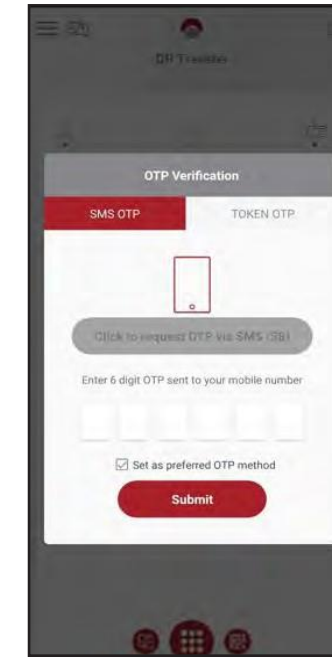 QR Transfer
OTP Verification
SMS OTP
TOKEN OTP
Click to request OTP via SMS (58)
Enter 6 digit OTP sent to your mobile number
Set as preferred OTP method
Submit